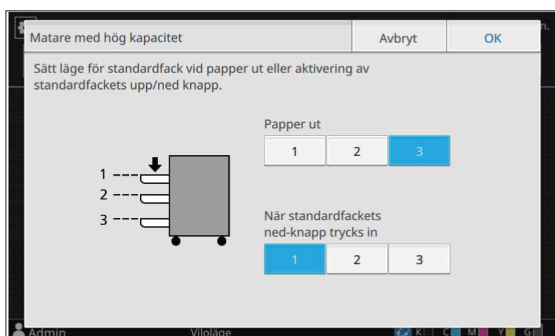 Matare med hög kapacitet
Avbryt
OK
n.
Sätt läge för standardfack vid papper ut eller aktivering av
standardfackets upp/ned knapp.
Papper ut
1 2 3
1
2
3
När standardfackets
ned-knapp trycks in
1 2 3
Admin Viloläge K C M Y G